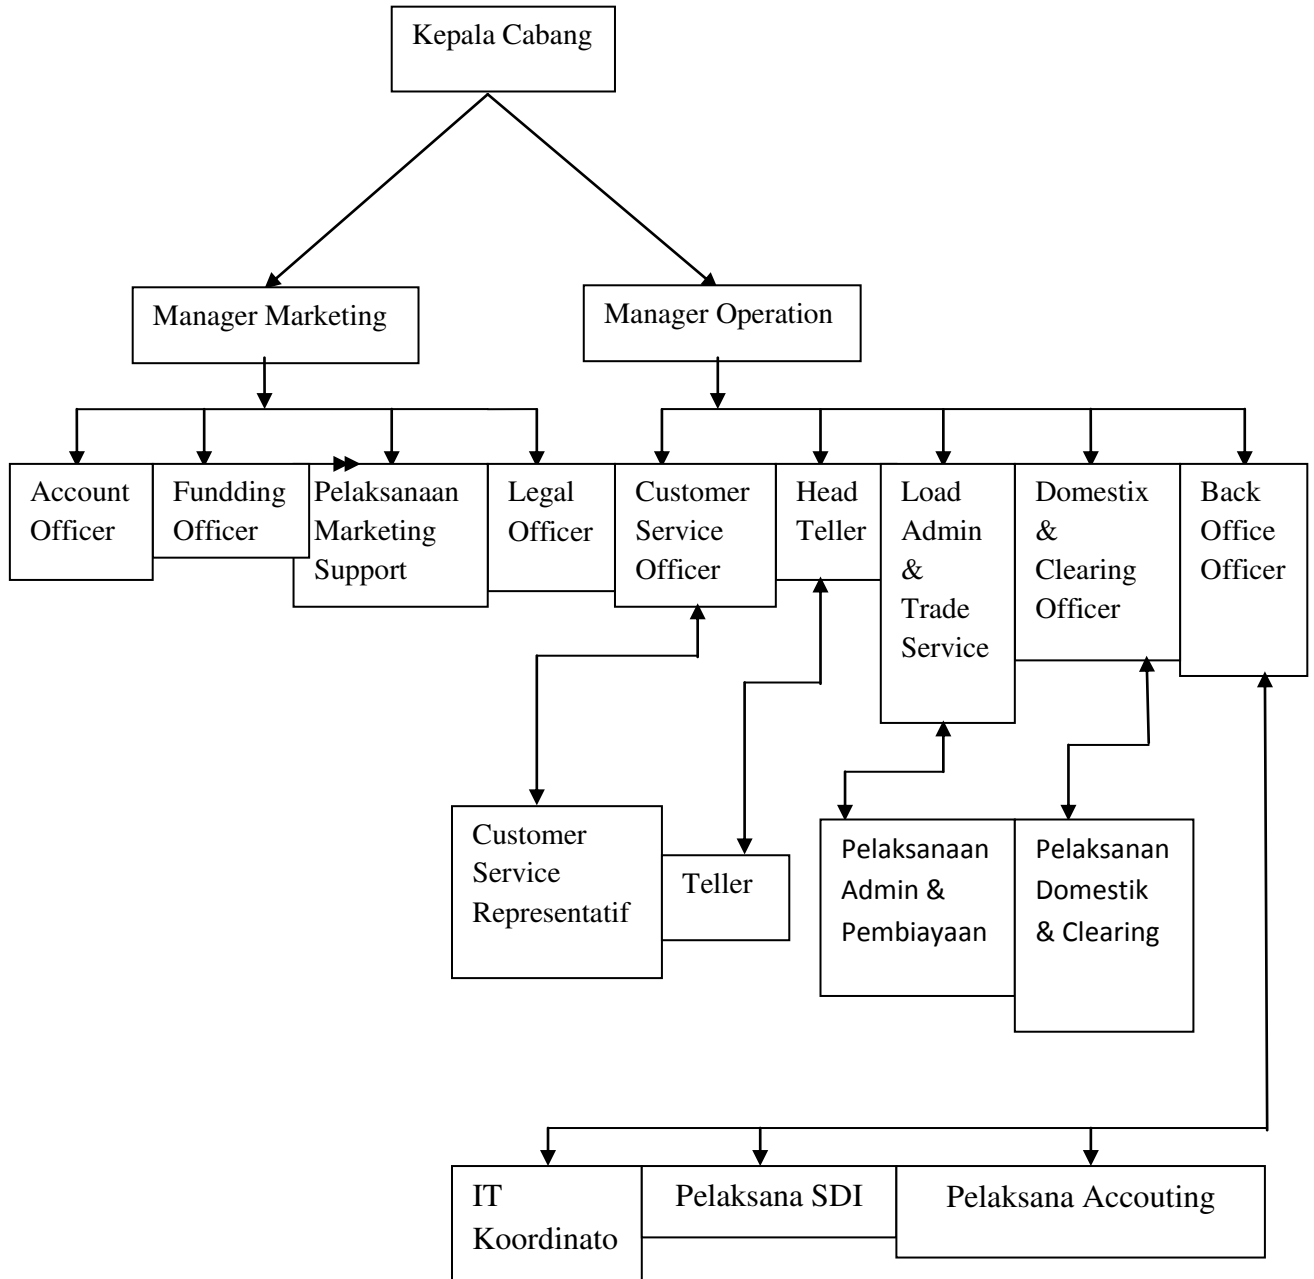 Kepala Cabang
Manager Marketing
Manager Operation
Account
Officer
Fundding
Officer
Pelaksanaan
Marketing
Support
Legal
Officer
Customer
Service
Officer
Head
Teller
Load
Admin
&
Trade
Service
Domestix
&
Clearing
Officer
Back
Office
Officer
Customer
Service
Representatif
Teller
Pelaksanaan
Admin &
Pembiayaan
Pelaksanan
Domestik
& Clearing
IT
Koordinato
Pelaksana SDI
Pelaksana Accouting